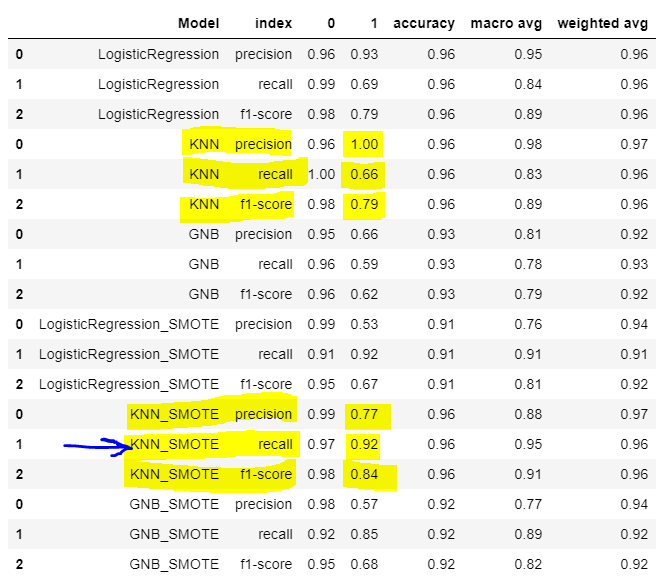 Model index 0 1 accuracy macro avg weighted avg
0 LogisticRegression precision 0.96 0.93 0.96 0.95 0.96
1 LogisticRegression recall 0.99 0.69 0.96 0.84 0.96
2 LogisticRegression f1-score 0.98 0.79 0.96 0.89 0.96
0 KNN precision 0.96 1.00 0.96 0.98 0.97
1 KNN recall 1.00 0.66 0.96 0.83 0.96
2 KNN f1-score 0.98 0.79 0.96 0.89 0.96
0 GNB precision 0.95 0.66 0.93 0.81 0.92
1 GNB recall 0.96 0.59 0.93 0.78 0.93
2 GNB f1-score 0.96 0.62 0.93 0.79 0.92
0 LogisticRegression_SMOTE precision 0.99 0.53 0.91 0.76 0.94
1 LogisticRegression_SMOTE recall 0.91 0.92 0.91 0.91 0.91
2 LogisticRegression_SMOTE f1-score 0.95 0.67 0.91 0.81 0.92
0 KNN_SMOTE precision 0.99 0.77 0.96 0.88 0.97
1 KNN_SMOTE recall 0.97 0.92 0.96 0.95 0.96
2 KNN_SMOTE f1-score 0.98 0.84 0.96 0.91 0.96
0 GNB_SMOTE precision 0.98 0.57 0.92 0.77 0.94
1 GNB_SMOTE recall 0.92 0.85 0.92 0.89 0.92
2 GNB_SMOTE f1-score 0.95 0.68 0.92 0.82 0.92